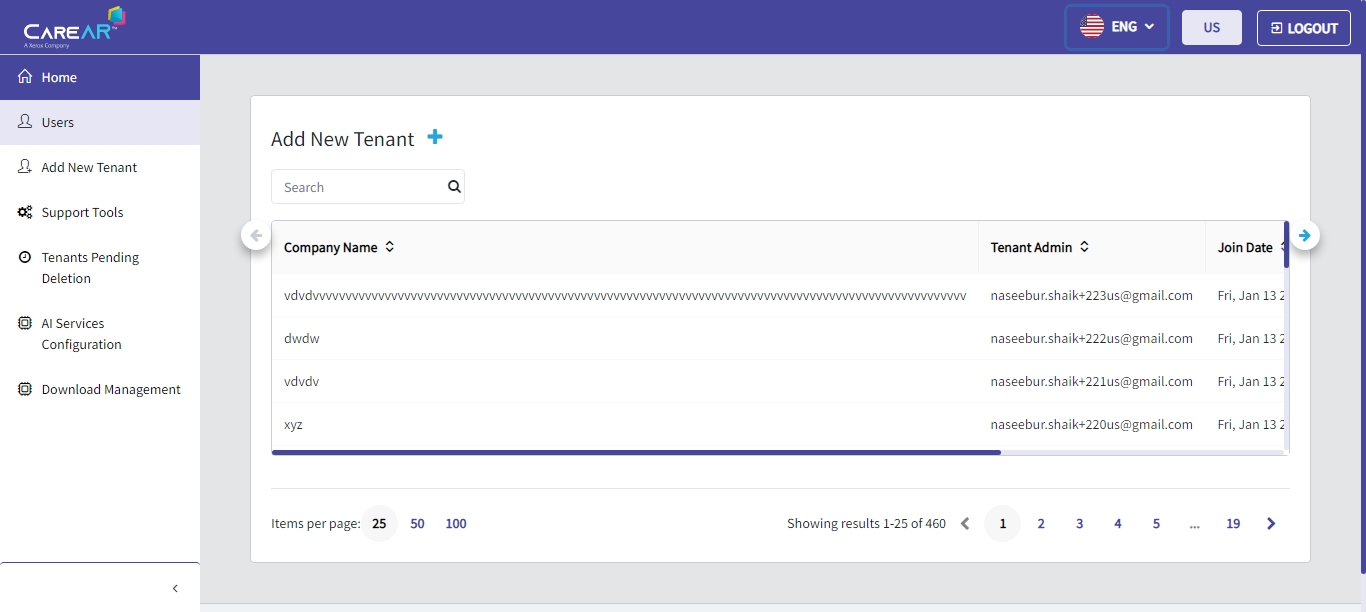 CAREAR™
A Xerox Company
ENG
US
LOGOUT
Home
Users
Add New Tenant
Support Tools
Tenants Pending
Deletion
AI Services
Configuration
Download Management
Add New Tenant
Search
Company Name Tenant Admin Join Date
vdvdvvvvvvvvvvvvvvvvvvvvvvvvvvvvvvvvvvvvvvvvvvvvvvvvvvvvvvvvvvvvvvvvvvvvvvvvvvvvvvvvvvvvvvvvvvvvvvvvvvvv naseebur.shaik+223us@gmail.com Fri, Jan 13 2
dwdw naseebur.shaik+222us@gmail.com Fri, Jan 13 2
vdvdv naseebur.shaik+221us@gmail.com Fri, Jan 13 2
xyz naseebur.shaik+220us@gmail.com Fri, Jan 13 2
Items per page: 25 50 100 Showing results 1-25 of 460 1 2 3 4 5 ... 19